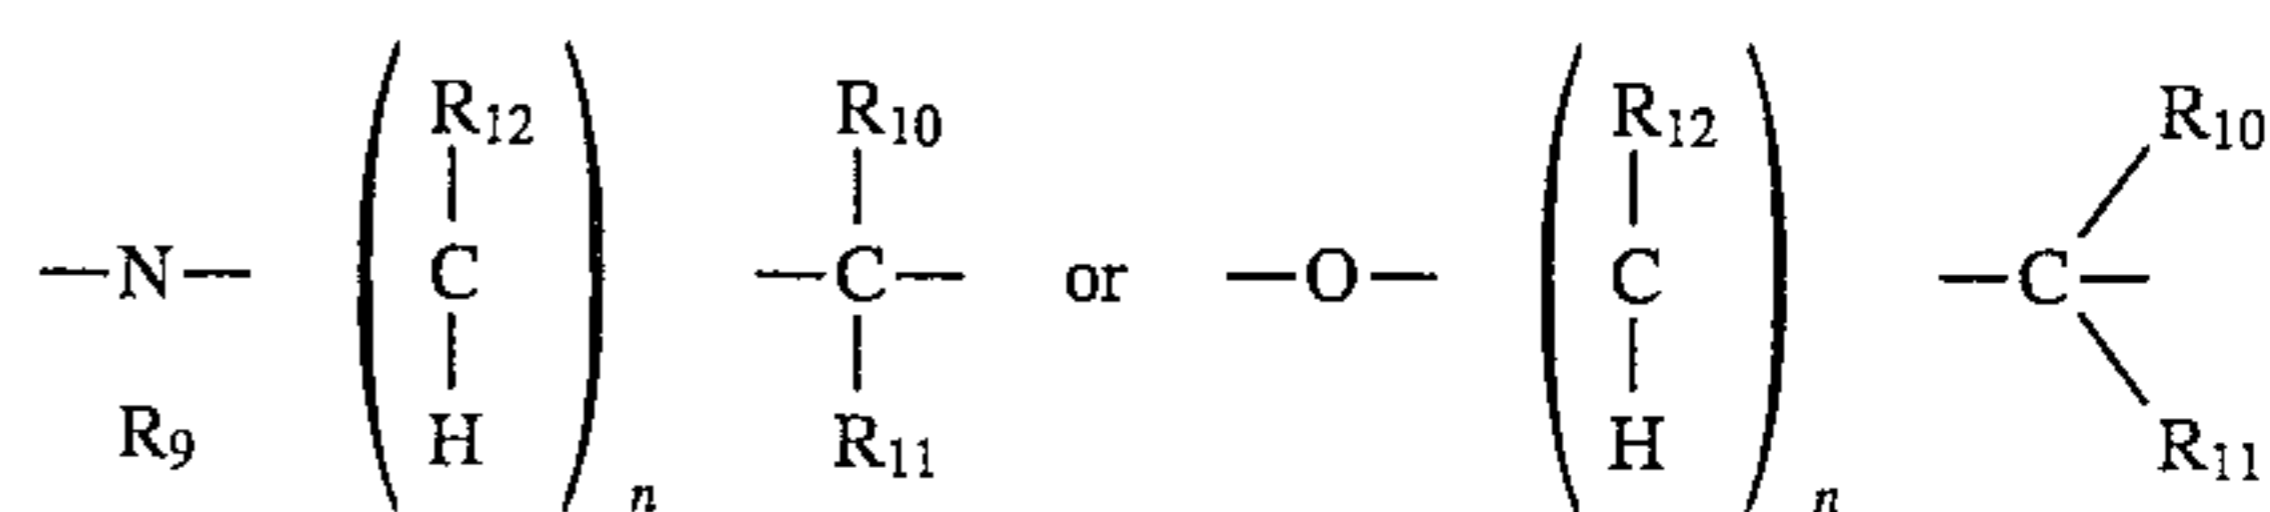 R12 R10 R12 R10
—N— C —C— or —O— C —C—
R9 H R11 H R11
n n